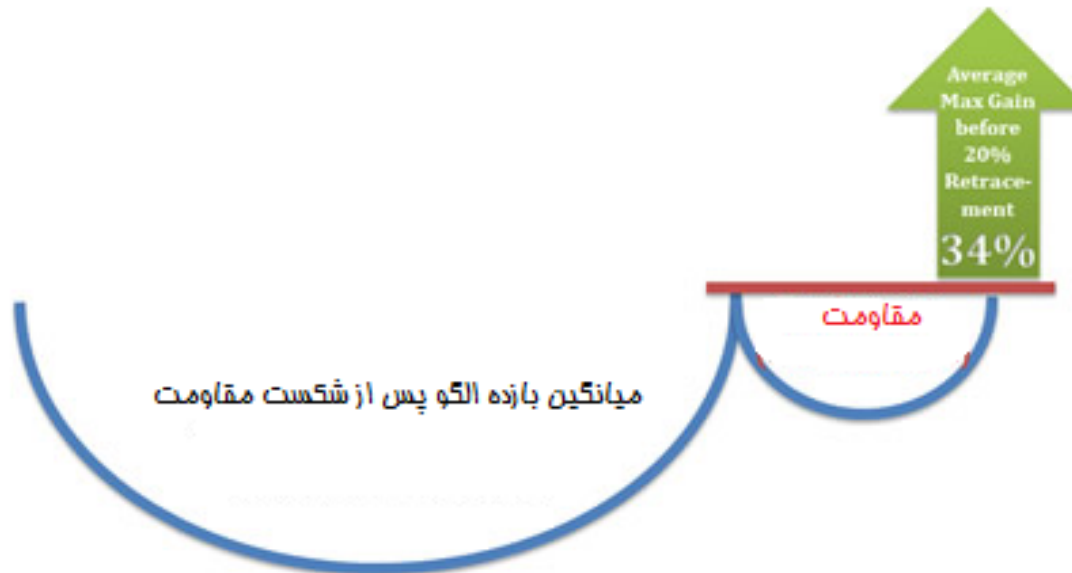 Average
Max Gain
before
20%
Retrace-
ment
34%
مقاومت
میانگین بازده الگو پس از شکست مقاومت